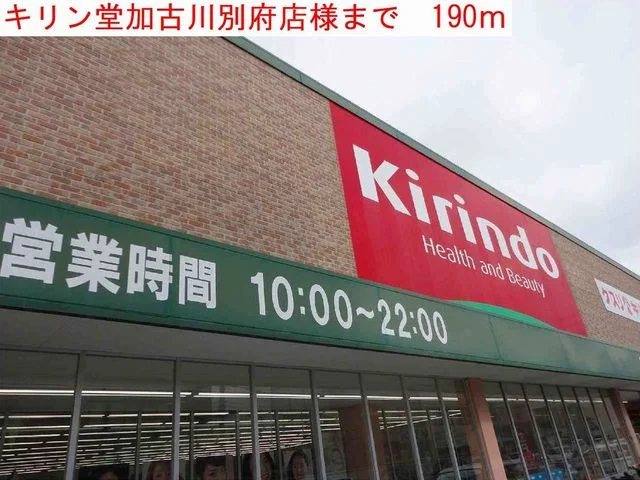 キリン堂加古川別府店様まで　190m
Kirindo
Health and Beauty
営業時間 10:00~22:00